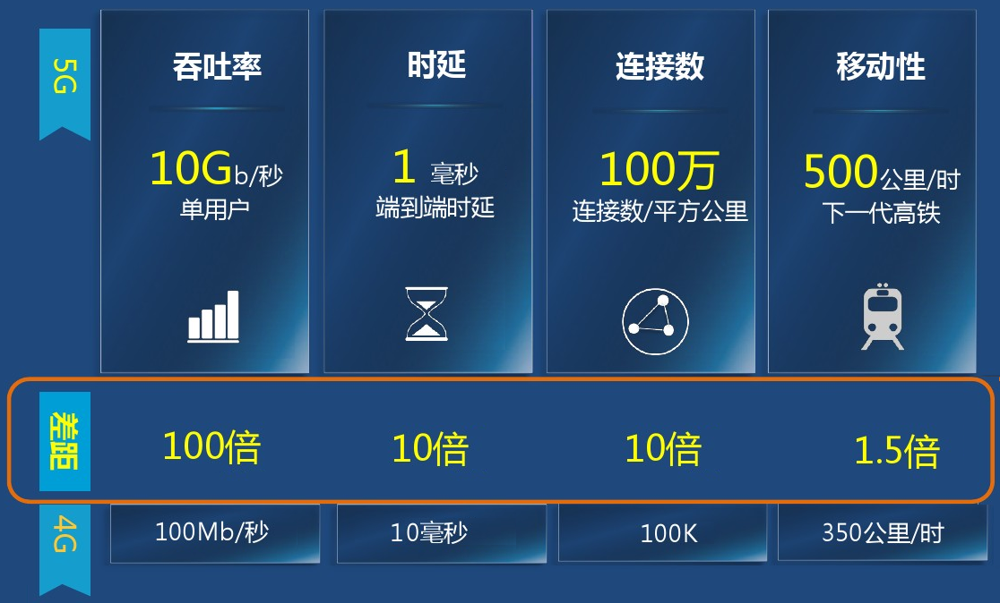 5G
吞吐率
10Gb/秒
单用户
时延
1 毫秒
端到端时延
连接数
100万
连接数/平方公里
移动性
500公里/时
下一代高铁
差距
100倍
10倍
10倍
1.5倍
4G
100Mb/秒
10毫秒
100K
350公里/时